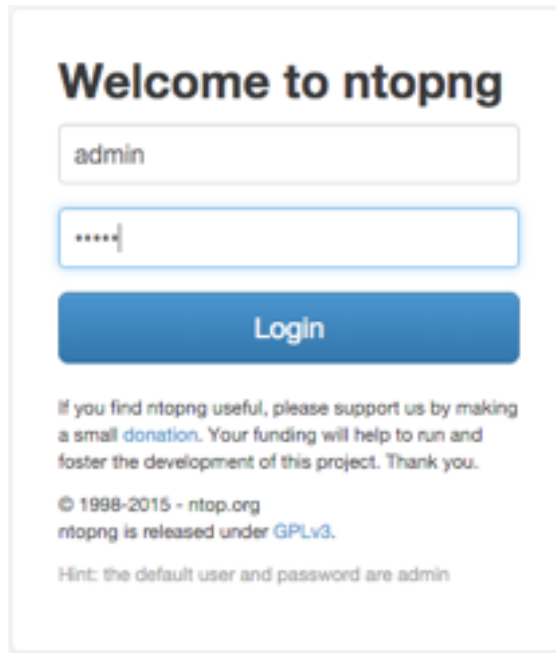 Welcome to ntopng
admin
•••••
Login
If you find ntopng useful, please support us by making
a small donation. Your funding will help to run and
foster the development of this project. Thank you.
© 1998-2015 - ntop.org
ntopng is released under GPLv3.
Hint: the default user and password are admin